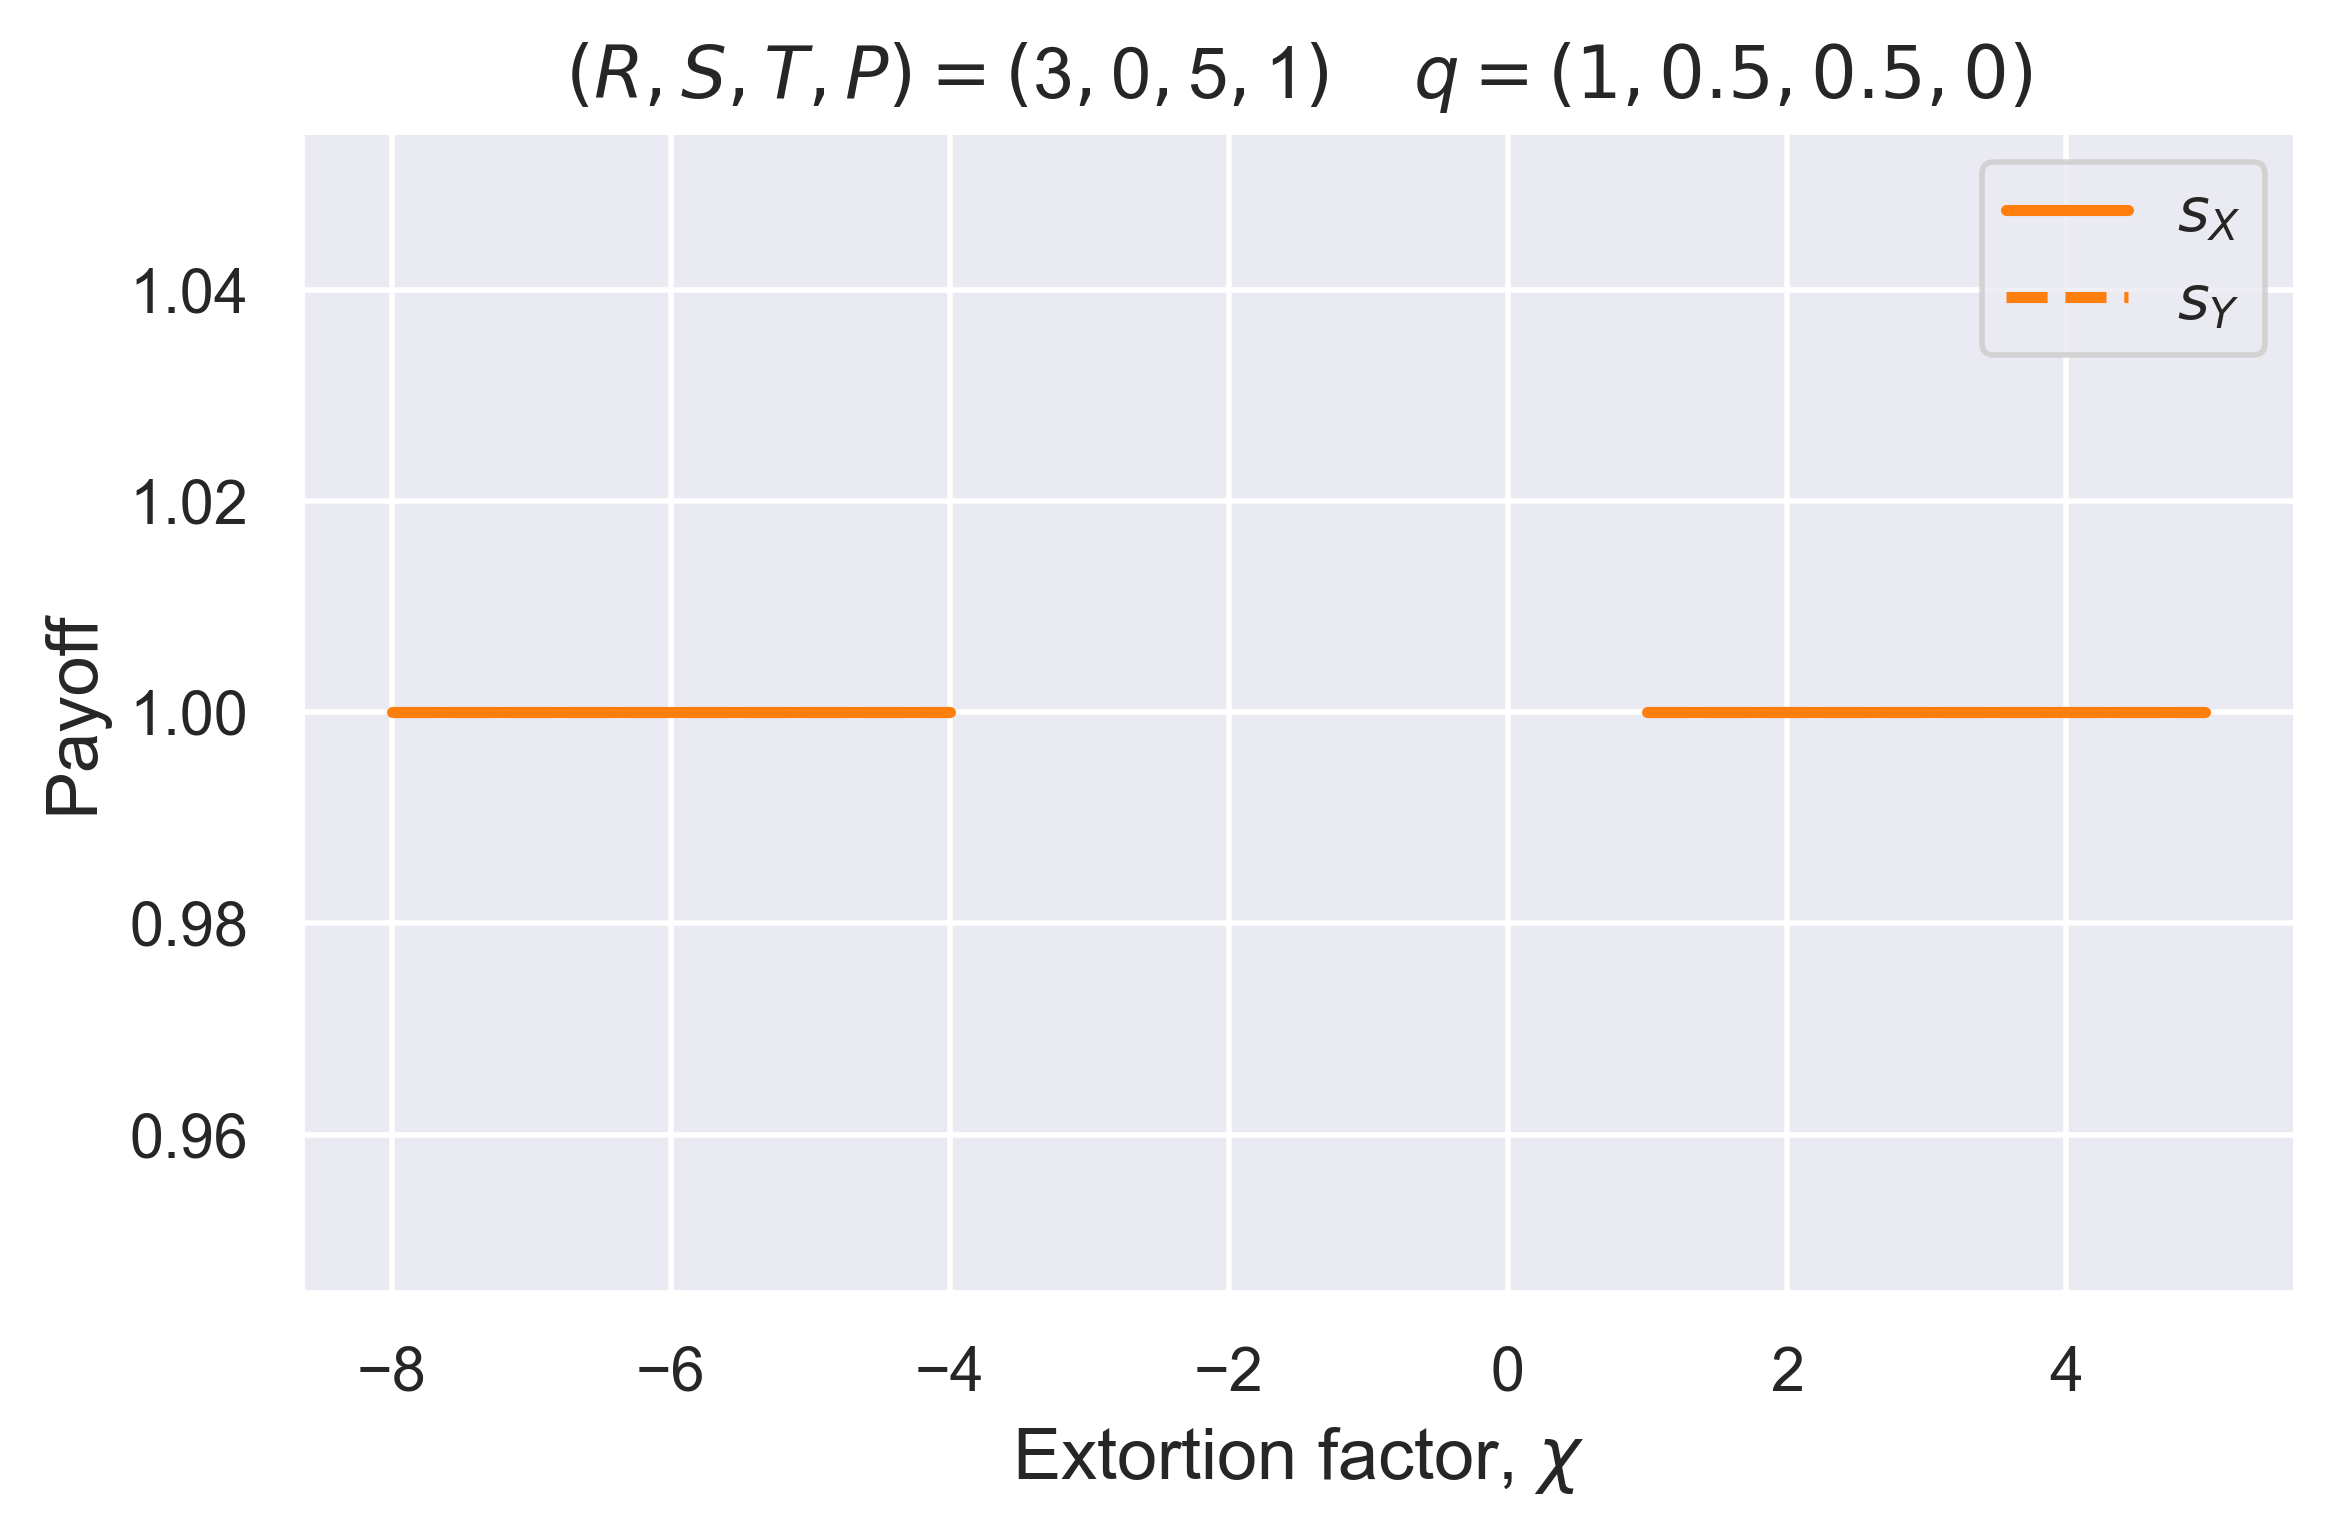 (R, S, T, P) = (3, 0, 5, 1)   q = (1, 0.5, 0.5, 0)
s_X
s_Y
1.04
1.02
1.00
0.98
0.96
Payoff
−8 −6 −4 −2 0 2 4
Extortion factor, χ